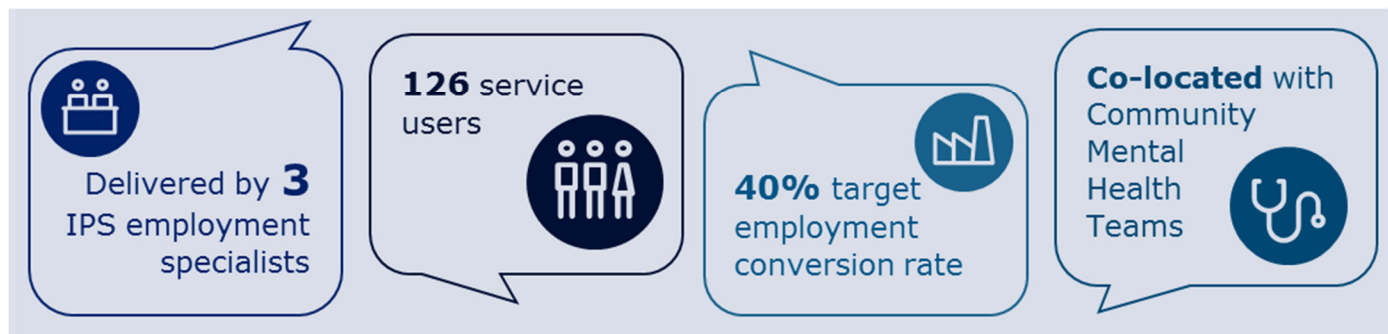 Delivered by 3
IPS employment
specialists
126 service
users
40% target
employment
conversion rate
Co-located with
Community
Mental
Health
Teams